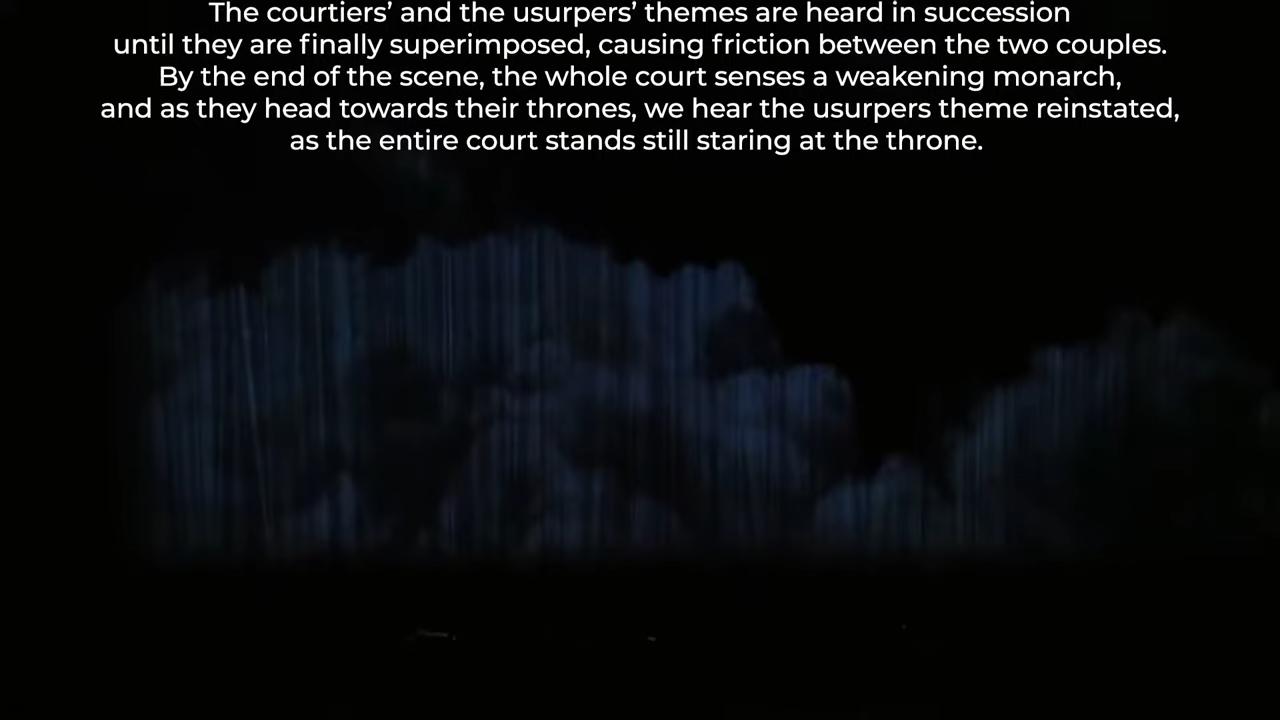 The courtiers’ and the usurpers’ themes are heard in succession
until they are finally superimposed, causing friction between the two couples.
By the end of the scene, the whole court senses a weakening monarch,
and as they head towards their thrones, we hear the usurpers theme reinstated,
as the entire court stands still staring at the throne.